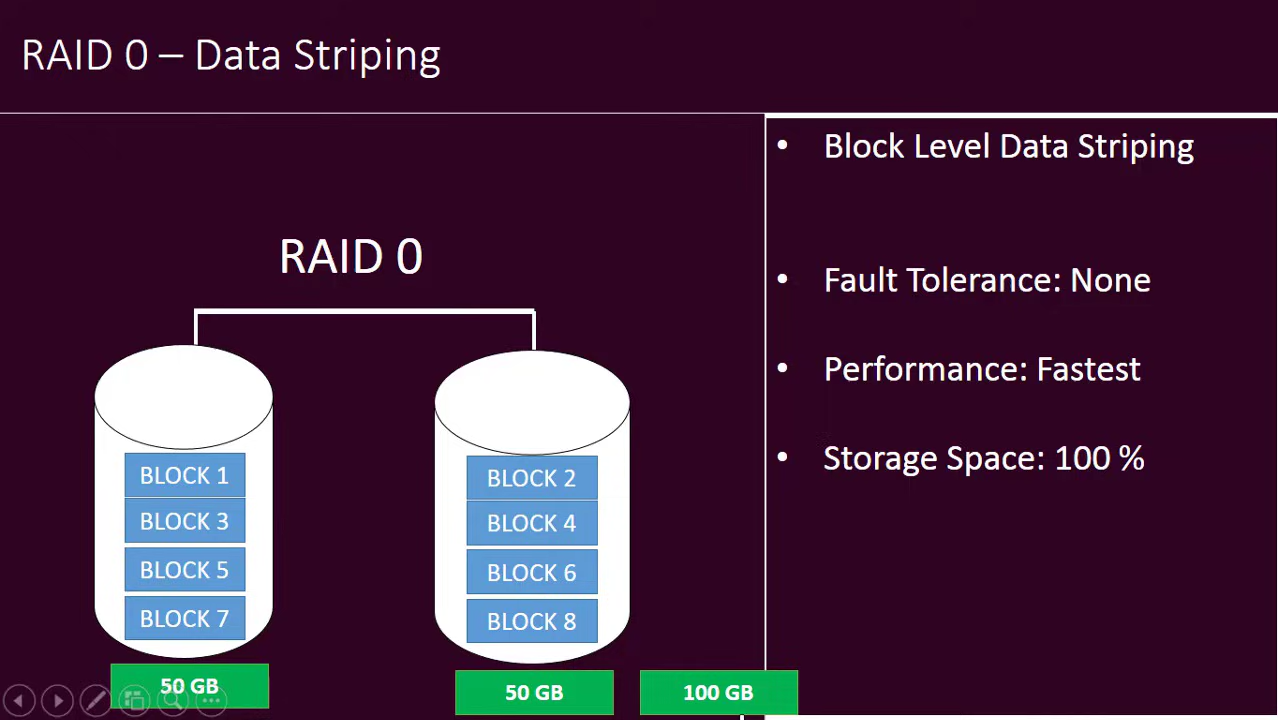 RAID 0 – Data Striping
RAID 0
BLOCK 1
BLOCK 3
BLOCK 5
BLOCK 7
50 GB
BLOCK 2
BLOCK 4
BLOCK 6
BLOCK 8
50 GB
100 GB
• Block Level Data Striping
• Fault Tolerance: None
• Performance: Fastest
• Storage Space: 100 %